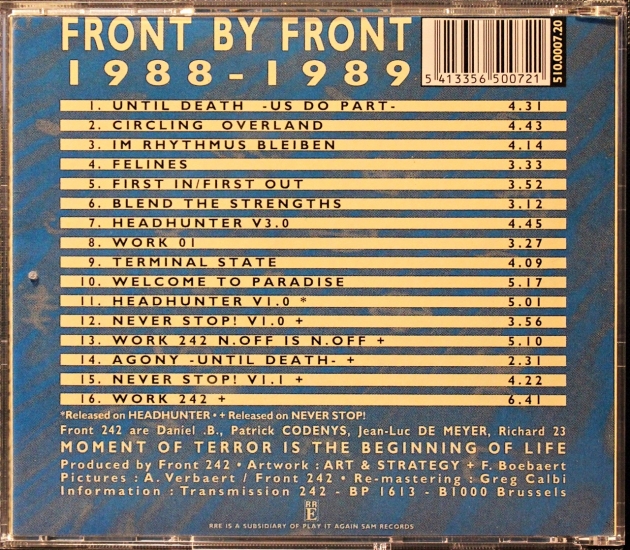 FRONT BY FRONT
1988-1989
5 413356 500721
510.0007.20
1. UNTIL DEATH -US DO PART- 4.31
2. CIRCLING OVERLAND 4.43
3. IM RHYTHMUS BLEIBEN 4.14
4. FELINES 3.33
5. FIRST IN/FIRST OUT 3.52
6. BLEND THE STRENGTHS 3.12
7. HEADHUNTER V3.0 4.45
8. WORK 01 3.27
9. TERMINAL STATE 4.09
10. WELCOME TO PARADISE 5.17
11. HEADHUNTER V1.0 * 5.01
12. NEVER STOP! V1.0 + 3.56
13. WORK 242 N.OFF IS N.OFF + 5.10
14. AGONY -UNTIL DEATH- + 2.31
15. NEVER STOP! V1.1 + 4.22
16. WORK 242 + 6.41
*Released on HEADHUNTER • + Released on NEVER STOP!
Front 242 are Daniel .B., Patrick CODENYS, Jean-Luc DE MEYER, Richard 23
MOMENT OF TERROR IS THE BEGINNING OF LIFE
Produced by Front 242 • Artwork : ART & STRATEGY + F. Boebaert
Pictures : A. Verbaert / Front 242 • Re-mastering : Greg Calbi
Information : Transmission 242 - BP 1613 - B1000 Brussels
RR
E
RRE IS A SUBSIDIARY OF PLAY IT AGAIN SAM RECORDS